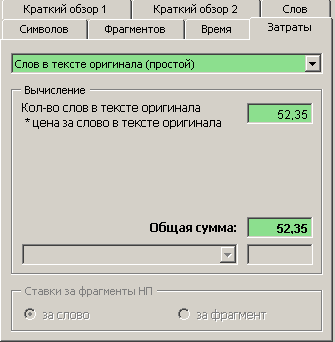 Краткий обзор 1 Краткий обзор 2 Слов
Символов Фрагментов Время Затраты
Слов в тексте оригинала (простой)
Вычисление
Кол-во слов в тексте оригинала 52,35
* цена за слово в тексте оригинала
Общая сумма: 52,35
Ставки за фрагменты НП
за слово за фрагмент